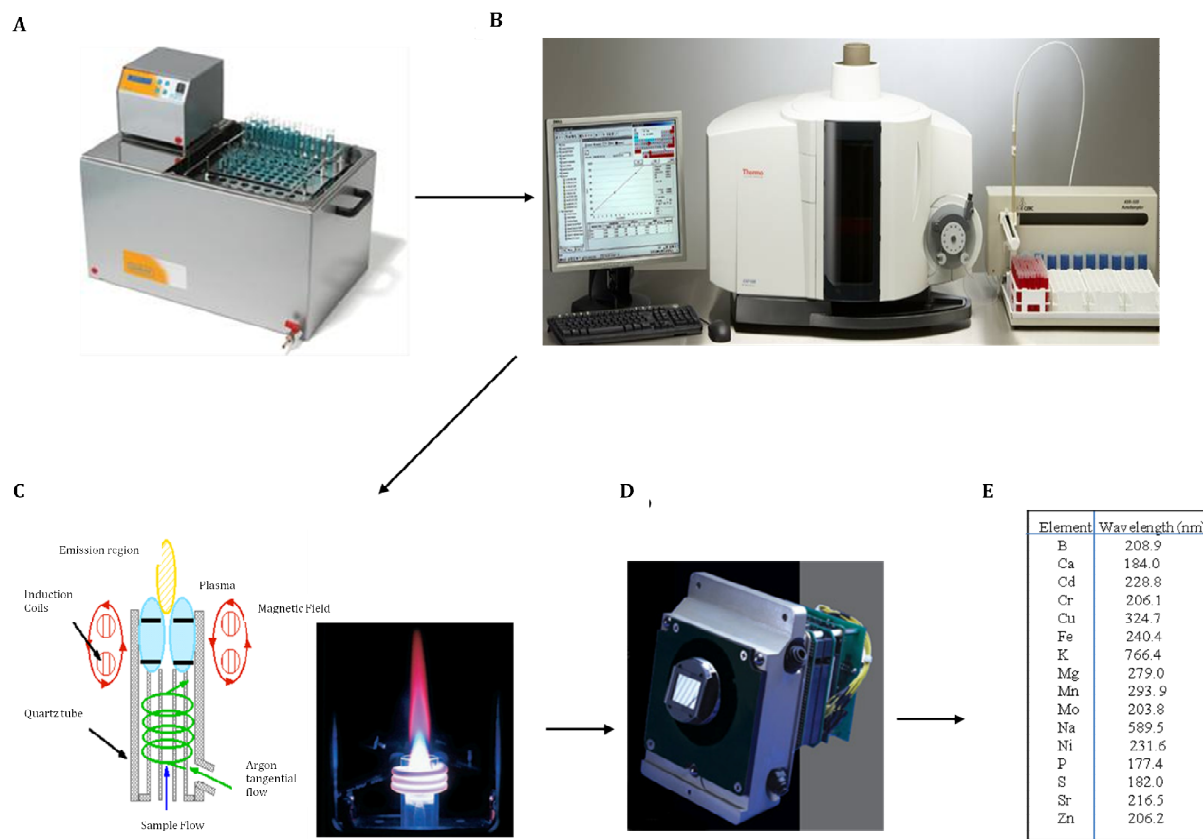 A
B
Thermo
C
D
E
Emission region
Plasma
Induction
Coils
Magnetic Field
Quartz tube
Argon
tangential
flow
Sample Flow
Element Wavelength (nm)
B 208.9
Ca 184.0
Cd 228.8
Cr 206.1
Cu 324.7
Fe 240.4
K 766.4
Mg 279.0
Mn 293.9
Mo 203.8
Na 589.5
Ni 231.6
P 177.4
S 182.0
Sr 216.5
Zn 206.2